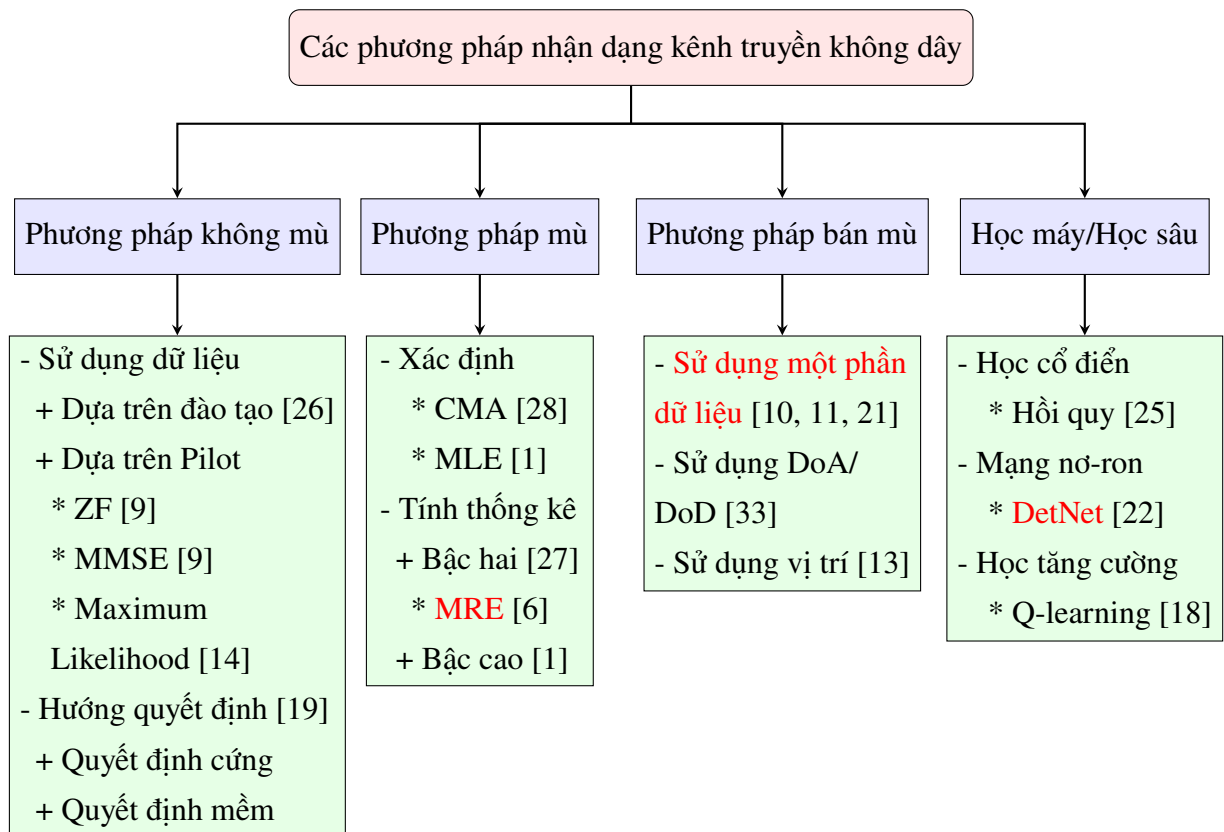 Các phương pháp nhận dạng kênh truyền không dây
Phương pháp không mù
Phương pháp mù
Phương pháp bán mù
Học máy/Học sâu
- Sử dụng dữ liệu
+ Dựa trên đào tạo [26]
+ Dựa trên Pilot
* ZF [9]
* MMSE [9]
* Maximum
Likelihood [14]
- Hướng quyết định [19]
+ Quyết định cứng
+ Quyết định mềm
- Xác định
* CMA [28]
* MLE [1]
- Tính thống kê
+ Bậc hai [27]
* MRE [6]
+ Bậc cao [1]
- Sử dụng một phần
dữ liệu [10, 11, 21]
- Sử dụng DoA/
DoD [33]
- Sử dụng vị trí [13]
- Học cổ điển
* Hồi quy [25]
- Mạng nơ-ron
* DetNet [22]
- Học tăng cường
* Q-learning [18]